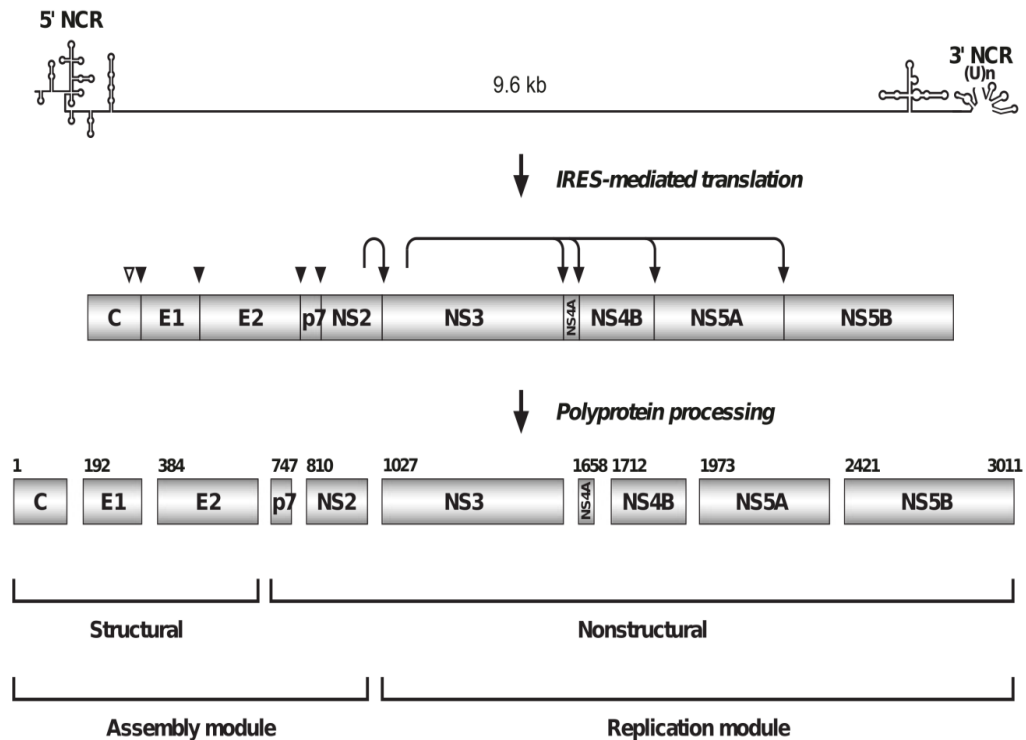 5' NCR
3' NCR
(U)n
9.6 kb
IRES-mediated translation
C E1 E2 p7 NS2 NS3 NS4A NS4B NS5A NS5B
Polyprotein processing
1 192 384 747 810 1027 1658 1712 1973 2421 3011
C E1 E2 p7 NS2 NS3 NS4A NS4B NS5A NS5B
Structural Nonstructural
Assembly module Replication module